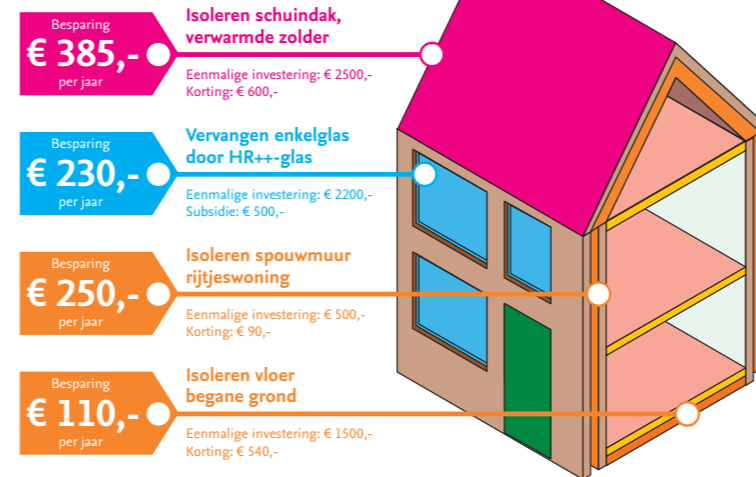 Besparing
€ 385,-
per jaar
Isoleren schuindak,
verwarmde zolder
Eenmalige investering: € 2500,-
Korting: € 600,-
Besparing
€ 230,-
per jaar
Vervangen enkelglas
door HR++-glas
Eenmalige investering: € 2200,-
Subsidie: € 500,-
Besparing
€ 250,-
per jaar
Isoleren spouwmuur
rijtjeswoning
Eenmalige investering: € 500,-
Korting: € 90,-
Besparing
€ 110,-
per jaar
Isoleren vloer
begane grond
Eenmalige investering: € 1500,-
Korting: € 540,-